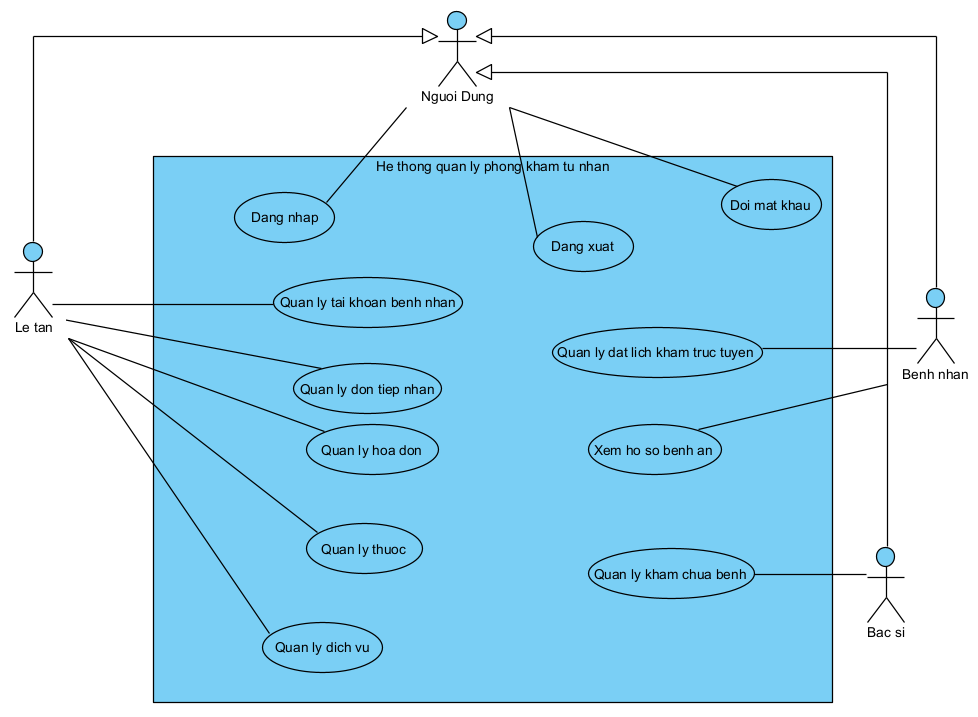 Nguoi Dung
He thong quan ly phong kham tu nhan
Dang nhap
Doi mat khau
Dang xuat
Quan ly tai khoan benh nhan
Le tan
Quan ly dat lich kham truc tuyen
Benh nhan
Quan ly don tiep nhan
Quan ly hoa don
Xem ho so benh an
Quan ly thuoc
Quan ly kham chua benh
Bac si
Quan ly dich vu